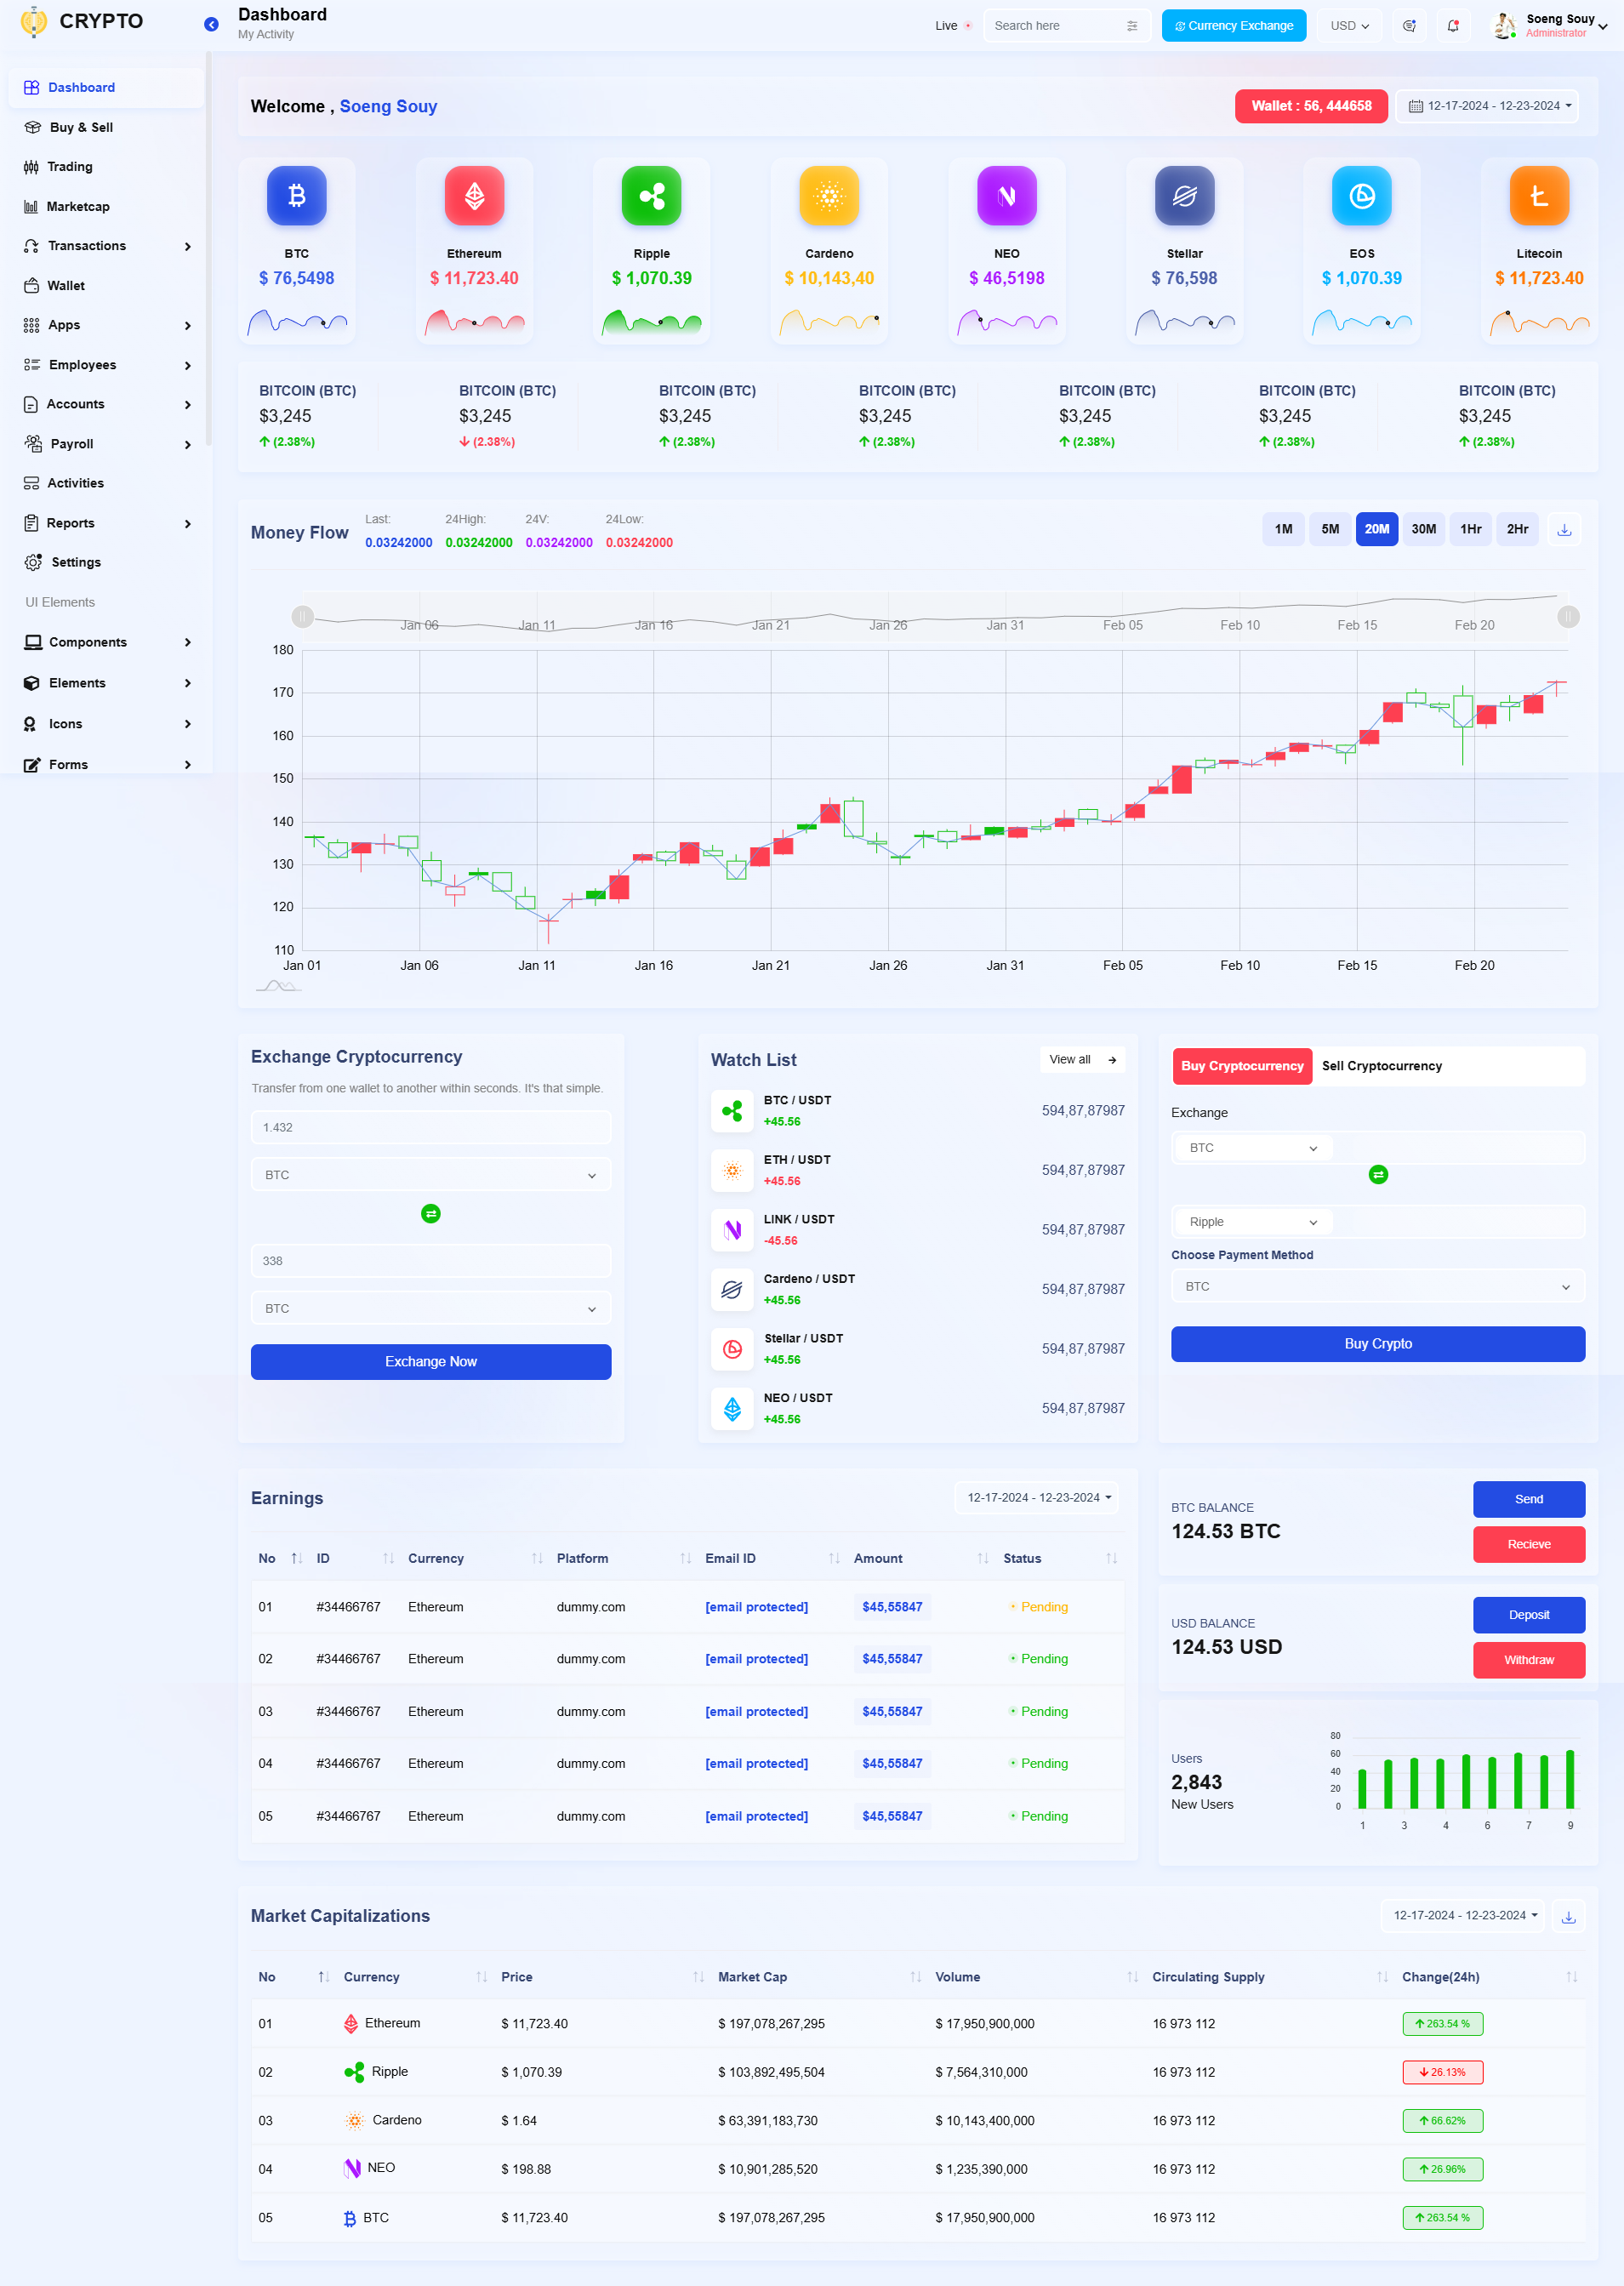 CRYPTO
Dashboard
My Activity
Live
Search here
Currency Exchange
USD
Soeng Souy
Administrator
Dashboard
Buy & Sell
Trading
Marketcap
Transactions
Wallet
Apps
Employees
Accounts
Payroll
Activities
Reports
Settings
UI Elements
Components
Elements
Icons
Forms
Welcome , Soeng Souy
Wallet : 56, 444658
12-17-2024 - 12-23-2024
BTC
$ 76,5498
Ethereum
$ 11,723.40
Ripple
$ 1,070.39
Cardeno
$ 10,143,40
NEO
$ 46,5198
Stellar
$ 76,598
EOS
$ 1,070.39
Litecoin
$ 11,723.40
BITCOIN (BTC)
$3,245
(2.38%)
BITCOIN (BTC)
$3,245
(2.38%)
BITCOIN (BTC)
$3,245
(2.38%)
BITCOIN (BTC)
$3,245
(2.38%)
BITCOIN (BTC)
$3,245
(2.38%)
BITCOIN (BTC)
$3,245
(2.38%)
BITCOIN (BTC)
$3,245
(2.38%)
Money Flow
Last:
0.03242000
24High:
0.03242000
24V:
0.03242000
24Low:
0.03242000
1M 5M 20M 30M 1Hr 2Hr
Jan 06 Jan 11 Jan 16 Jan 21 Jan 26 Jan 31 Feb 05 Feb 10 Feb 15 Feb 20
180
170
160
150
140
130
120
110
Jan 01 Jan 06 Jan 11 Jan 16 Jan 21 Jan 26 Jan 31 Feb 05 Feb 10 Feb 15 Feb 20
Exchange Cryptocurrency
Transfer from one wallet to another within seconds. It's that simple.
1.432
BTC
338
BTC
Exchange Now
Watch List
View all
BTC / USDT
+45.56
594,87,87987
ETH / USDT
+45.56
594,87,87987
LINK / USDT
-45.56
594,87,87987
Cardeno / USDT
+45.56
594,87,87987
Stellar / USDT
+45.56
594,87,87987
NEO / USDT
+45.56
594,87,87987
Buy Cryptocurrency
Sell Cryptocurrency
Exchange
BTC
Ripple
Choose Payment Method
BTC
Buy Crypto
Earnings
12-17-2024 - 12-23-2024
No ID Currency Platform Email ID Amount Status
01 #34466767 Ethereum dummy.com [email protected] $45,55847 Pending
02 #34466767 Ethereum dummy.com [email protected] $45,55847 Pending
03 #34466767 Ethereum dummy.com [email protected] $45,55847 Pending
04 #34466767 Ethereum dummy.com [email protected] $45,55847 Pending
05 #34466767 Ethereum dummy.com [email protected] $45,55847 Pending
BTC BALANCE
124.53 BTC
Send
Recieve
USD BALANCE
124.53 USD
Deposit
Withdraw
Users
2,843
New Users
80
60
40
20
0
1 3 4 6 7 9
Market Capitalizations
12-17-2024 - 12-23-2024
No Currency Price Market Cap Volume Circulating Supply Change(24h)
01 Ethereum $ 11,723.40 $ 197,078,267,295 $ 17,950,900,000 16 973 112 263.54 %
02 Ripple $ 1,070.39 $ 103,892,495,504 $ 7,564,310,000 16 973 112 26.13%
03 Cardeno $ 1.64 $ 63,391,183,730 $ 10,143,400,000 16 973 112 66.62%
04 NEO $ 198.88 $ 10,901,285,520 $ 1,235,390,000 16 973 112 26.96%
05 BTC $ 11,723.40 $ 197,078,267,295 $ 17,950,900,000 16 973 112 263.54 %